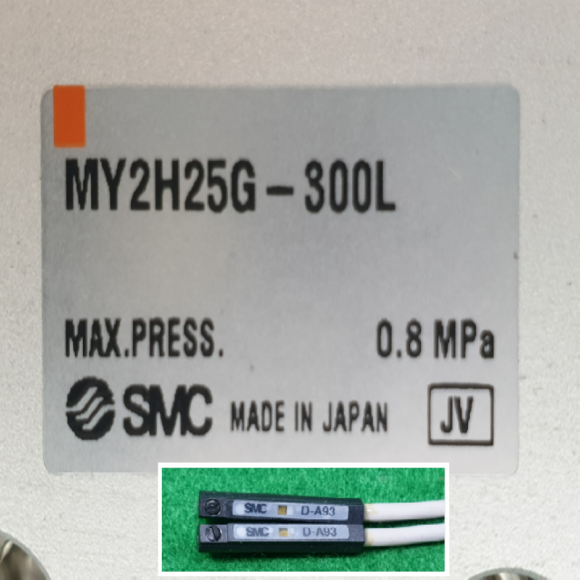 MY2H25G-300L
MAX.PRESS. 0.8 MPa
SMC MADE IN JAPAN JV
SMC D-A93
SMC D-A93